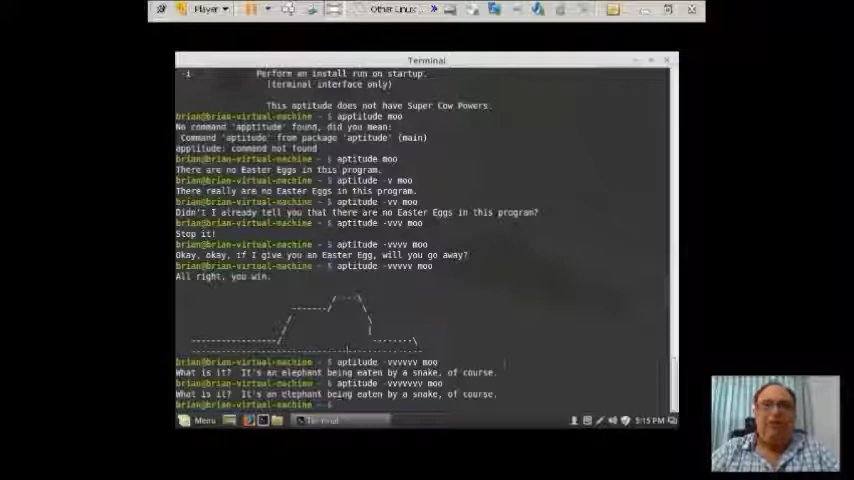 Player
Other Linux...
Terminal
-i Perform an install run on startup.
(terminal interface only)
This aptitude does not have Super Cow Powers.
brian@brian-virtual-machine ~ $ apptitude moo
No command 'apptitude' found, did you mean:
Command 'aptitude' from package 'aptitude' (main)
apptitude: command not found
brian@brian-virtual-machine ~ $ aptitude moo
There are no Easter Eggs in this program.
brian@brian-virtual-machine ~ $ aptitude -v moo
There really are no Easter Eggs in this program.
brian@brian-virtual-machine ~ $ aptitude -vv moo
Didn't I already tell you that there are no Easter Eggs in this program?
brian@brian-virtual-machine ~ $ aptitude -vvv moo
Stop it!
brian@brian-virtual-machine ~ $ aptitude -vvvv moo
Okay, okay, if I give you an Easter Egg, will you go away?
brian@brian-virtual-machine ~ $ aptitude -vvvvv moo
All right, you win.
brian@brian-virtual-machine ~ $ aptitude -vvvvvv moo
What is it? It's an elephant being eaten by a snake, of course.
brian@brian-virtual-machine ~ $ aptitude -vvvvvvv moo
What is it? It's an elephant being eaten by a snake, of course.
brian@brian-virtual-machine ~ $
Menu
Terminal
5:15 PM